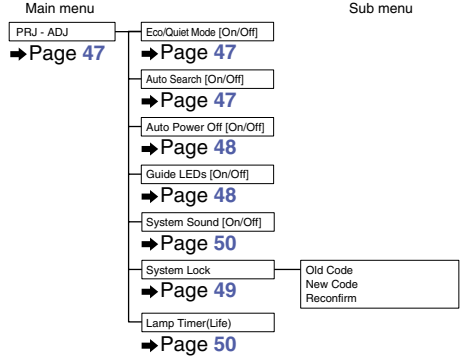 Main menu
Sub menu
PRJ - ADJ
➡Page 47
Eco/Quiet Mode [On/Off]
➡Page 47
Auto Search [On/Off]
➡Page 47
Auto Power Off [On/Off]
➡Page 48
Guide LEDs [On/Off]
➡Page 48
System Sound [On/Off]
➡Page 50
System Lock
➡Page 49
Old Code
New Code
Reconfirm
Lamp Timer(Life)
➡Page 50